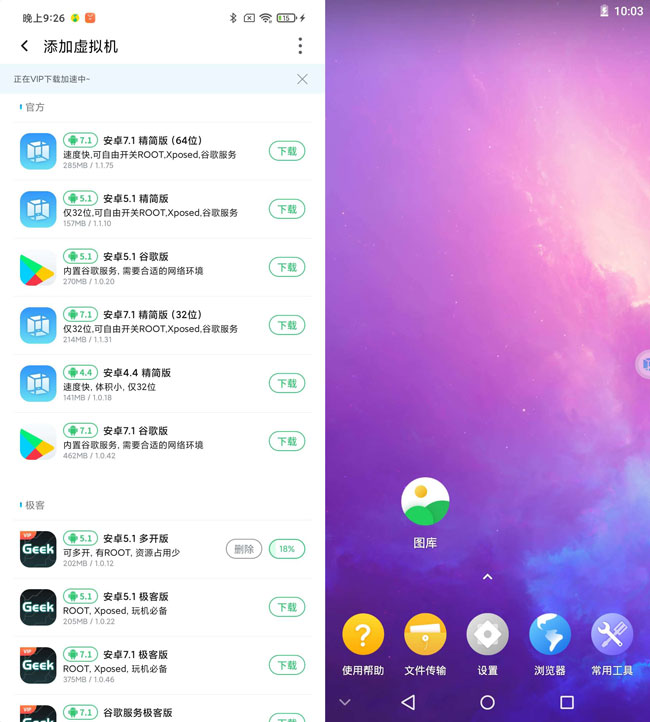 晚上9:26
15
添加虚拟机
正在VIP下载加速中~
官方
7.1 安卓7.1 精简版 (64位)
速度快,可自由开关ROOT,Xposed,谷歌服务
285MB / 1.1.75
下载
5.1 安卓5.1 精简版
仅32位,可自由开关ROOT,Xposed,谷歌服务
157MB / 1.1.10
下载
5.1 安卓5.1 谷歌版
内置谷歌服务, 需要合适的网络环境
270MB / 1.0.20
下载
7.1 安卓7.1 精简版 (32位)
仅32位,可自由开关ROOT,Xposed,谷歌服务
214MB / 1.1.31
下载
4.4 安卓4.4 精简版
速度快, 体积小, 仅32位
141MB / 1.0.18
下载
7.1 安卓7.1 谷歌版
内置谷歌服务, 需要合适的网络环境
462MB / 1.0.42
下载
极客
VIP
Geek
5.1 安卓5.1 多开版
可多开, 有ROOT, 资源占用少
202MB / 1.0.12
删除
18%
Geek
5.1 安卓5.1 极客版
ROOT, Xposed, 玩机必备
205MB / 1.0.22
下载
VIP
Geek
7.1 安卓7.1 极客版
ROOT, Xposed, 玩机必备
375MB / 1.0.46
下载
VIP
Geek
7.1 谷歌服务极客版
10:03
图库
使用帮助
文件传输
设置
浏览器
常用工具